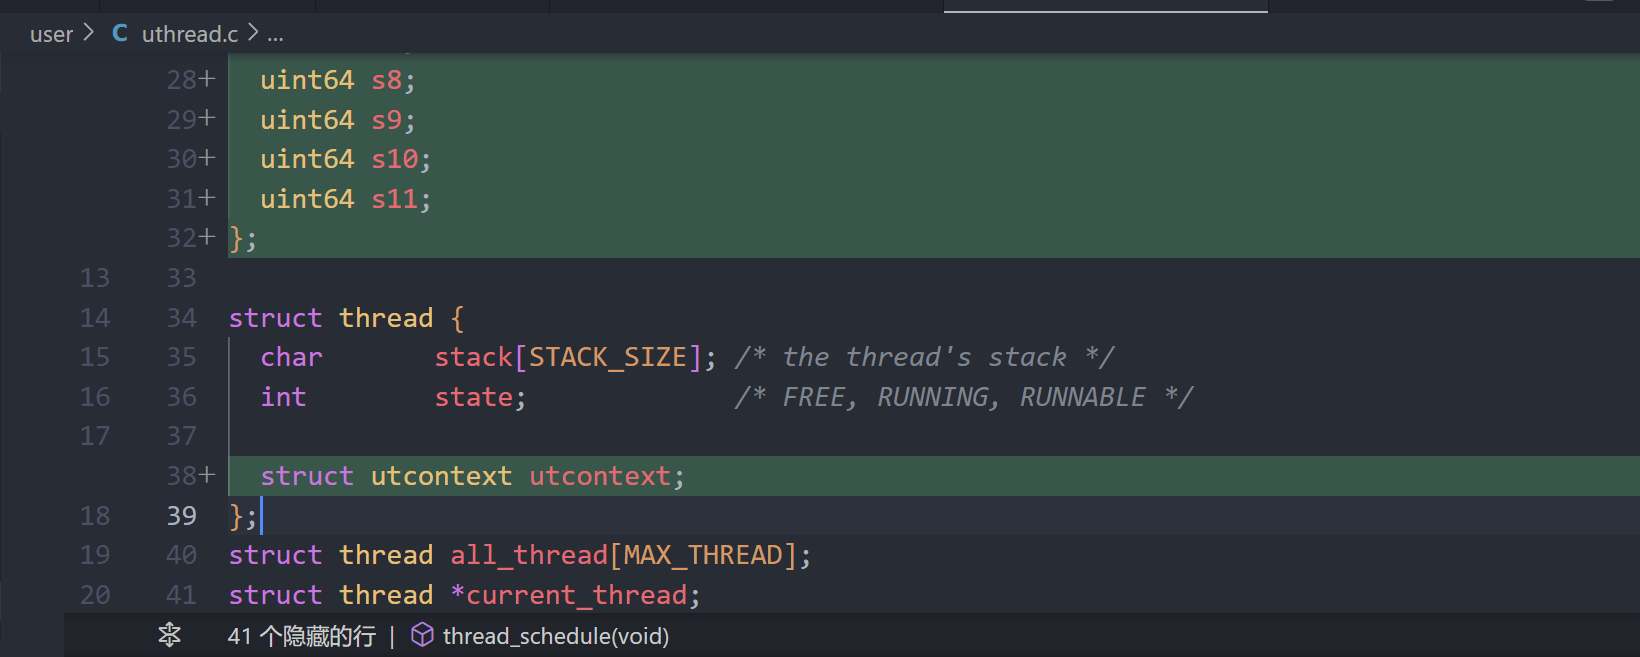 user > C uthread.c > ...
28+ uint64 s8;
29+ uint64 s9;
30+ uint64 s10;
31+ uint64 s11;
32+ };
13 33
14 34 struct thread {
15 35 char stack[STACK_SIZE]; /* the thread's stack */
16 36 int state; /* FREE, RUNNING, RUNNABLE */
17 37
38+ struct utcontext utcontext;
18 39 };
19 40 struct thread all_thread[MAX_THREAD];
20 41 struct thread *current_thread;
41 个隐藏的行 | thread_schedule(void)